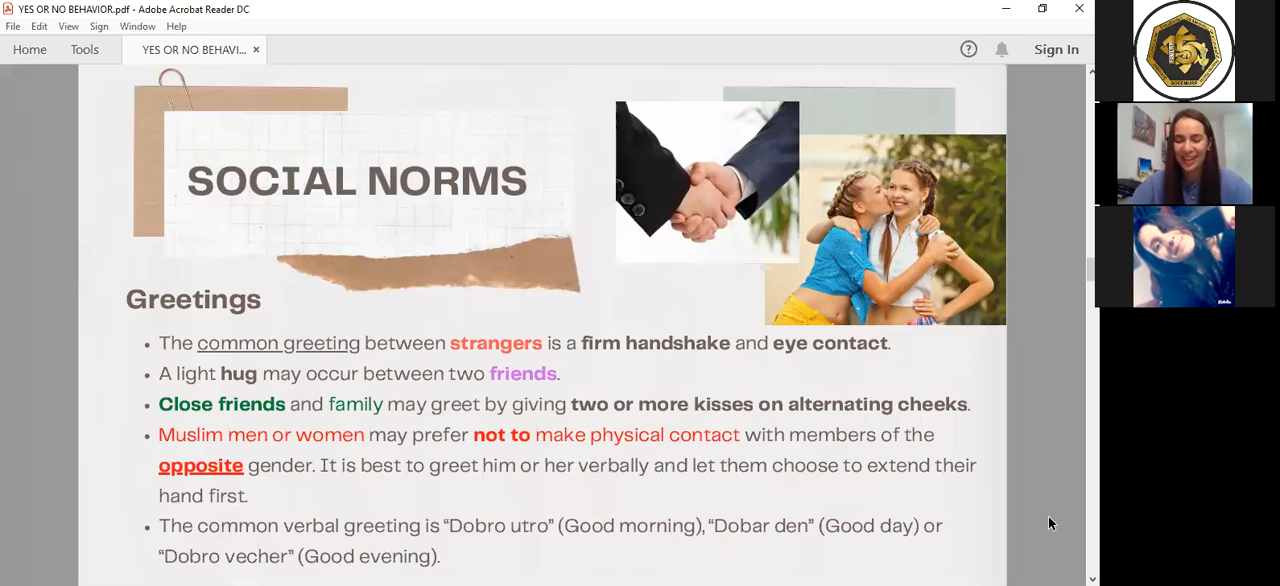 YES OR NO BEHAVIOR.pdf - Adobe Acrobat Reader DC
File Edit View Sign Window Help
Home Tools YES OR NO BEHAVI... × Sign In
SOCIAL NORMS
Greetings
• The common greeting between strangers is a firm handshake and eye contact.
• A light hug may occur between two friends.
• Close friends and family may greet by giving two or more kisses on alternating cheeks.
• Muslim men or women may prefer not to make physical contact with members of the
opposite gender. It is best to greet him or her verbally and let them choose to extend their
hand first.
• The common verbal greeting is “Dobro utro” (Good morning), “Dobar den” (Good day) or
“Dobro vecher” (Good evening).